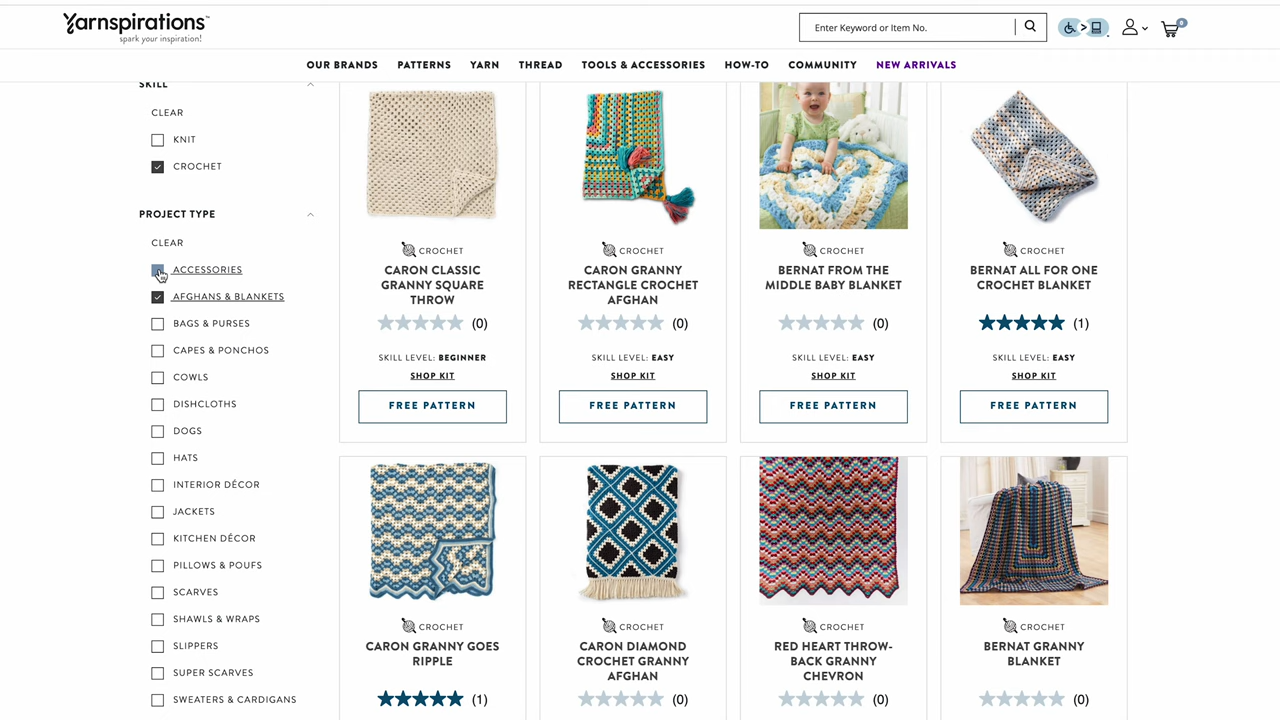 Yarnspirations™
spark your inspiration!
Enter Keyword or Item No.
0
OUR BRANDS PATTERNS YARN THREAD TOOLS & ACCESSORIES HOW-TO COMMUNITY NEW ARRIVALS
SKILL
CLEAR
KNIT
CROCHET
PROJECT TYPE
CLEAR
ACCESSORIES
AFGHANS & BLANKETS
BAGS & PURSES
CAPES & PONCHOS
COWLS
DISHCLOTHS
DOGS
HATS
INTERIOR DÉCOR
JACKETS
KITCHEN DÉCOR
PILLOWS & POUFS
SCARVES
SHAWLS & WRAPS
SLIPPERS
SUPER SCARVES
SWEATERS & CARDIGANS
CROCHET
CARON CLASSIC
GRANNY SQUARE
THROW
(0)
SKILL LEVEL: BEGINNER
SHOP KIT
FREE PATTERN
CROCHET
CARON GRANNY
RECTANGLE CROCHET
AFGHAN
(0)
SKILL LEVEL: EASY
SHOP KIT
FREE PATTERN
CROCHET
BERNAT FROM THE
MIDDLE BABY BLANKET
(0)
SKILL LEVEL: EASY
SHOP KIT
FREE PATTERN
CROCHET
BERNAT ALL FOR ONE
CROCHET BLANKET
(1)
SKILL LEVEL: EASY
SHOP KIT
FREE PATTERN
CROCHET
CARON GRANNY GOES
RIPPLE
(1)
CROCHET
CARON DIAMOND
CROCHET GRANNY
AFGHAN
(0)
CROCHET
RED HEART THROW-
BACK GRANNY
CHEVRON
(0)
CROCHET
BERNAT GRANNY
BLANKET
(0)